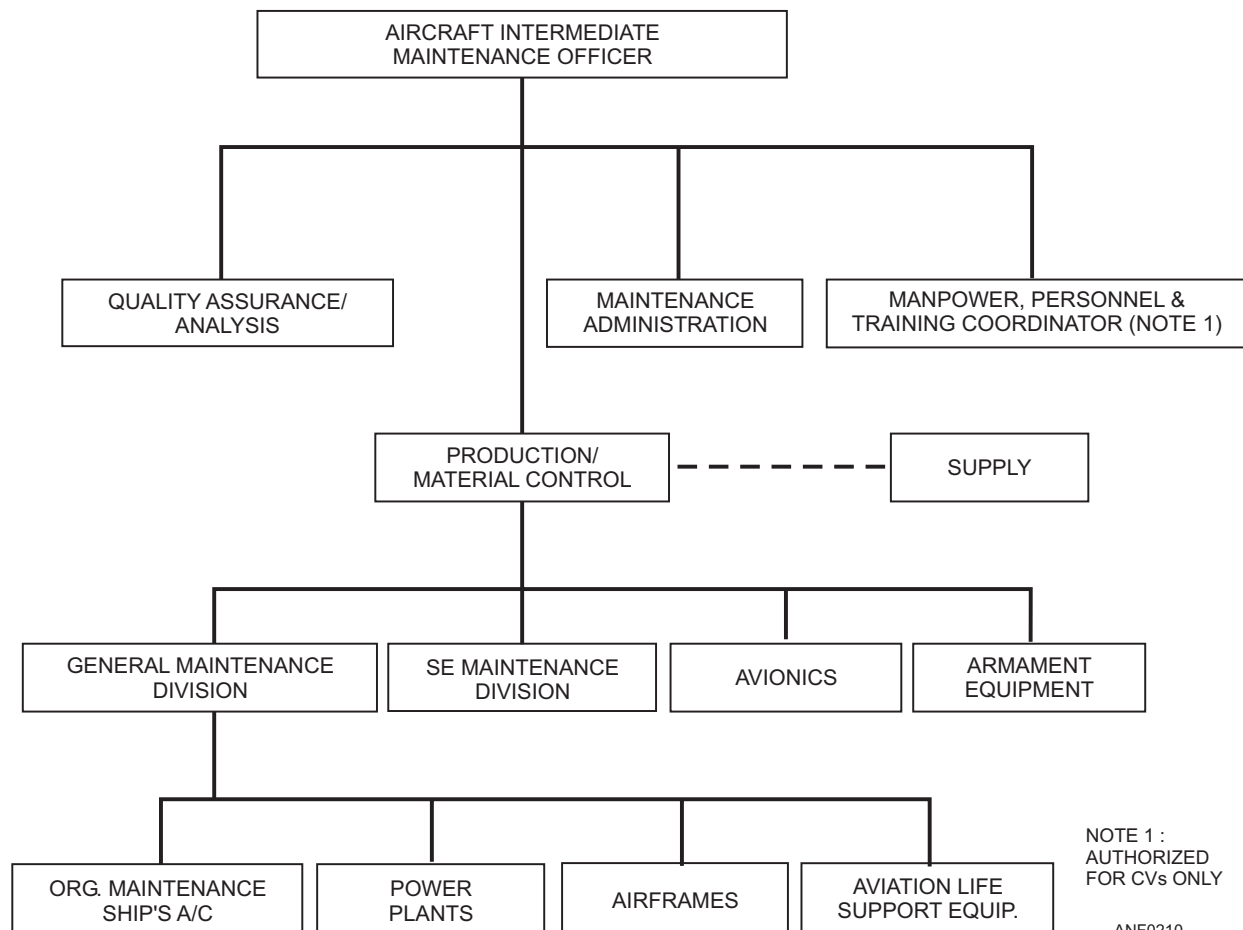 AIRCRAFT INTERMEDIATE
MAINTENANCE OFFICER
QUALITY ASSURANCE/
ANALYSIS
MAINTENANCE
ADMINISTRATION
MANPOWER, PERSONNEL &
TRAINING COORDINATOR (NOTE 1)
PRODUCTION/
MATERIAL CONTROL
SUPPLY
GENERAL MAINTENANCE
DIVISION
SE MAINTENANCE
DIVISION
AVIONICS
ARMAMENT
EQUIPMENT
ORG. MAINTENANCE
SHIP'S A/C
POWER
PLANTS
AIRFRAMES
AVIATION LIFE
SUPPORT EQUIP.
NOTE 1 :
AUTHORIZED
FOR CVs ONLY
ANF0210